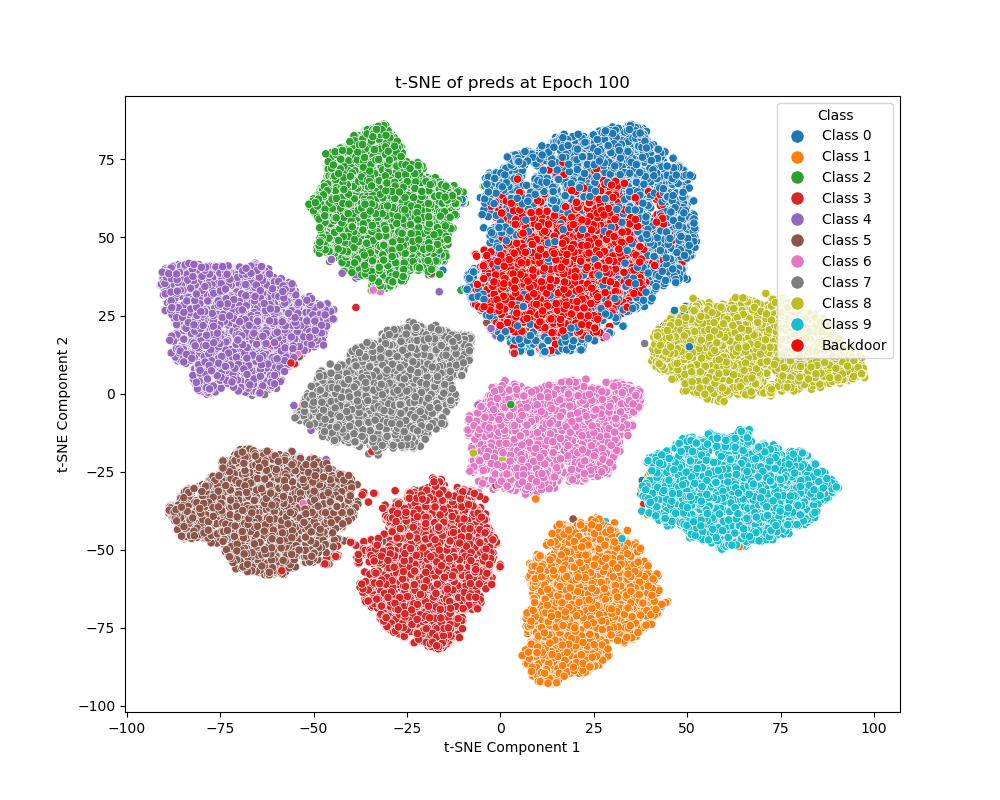 t-SNE of preds at Epoch 100
Class
Class 0
Class 1
Class 2
Class 3
Class 4
Class 5
Class 6
Class 7
Class 8
Class 9
Backdoor
t-SNE Component 2
75
50
25
0
−25
−50
−75
−100
−100
−75
−50
−25
0
25
50
75
100
t-SNE Component 1